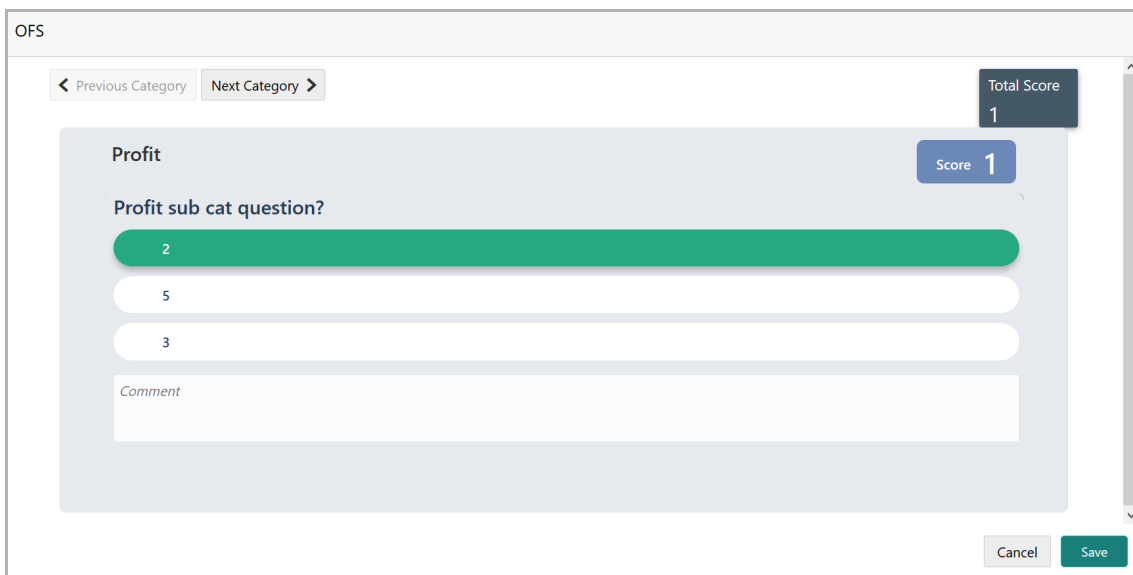 OFS
Previous Category Next Category
Total Score
1
Profit
Score 1
Profit sub cat question?
2
5
3
Comment
Cancel Save